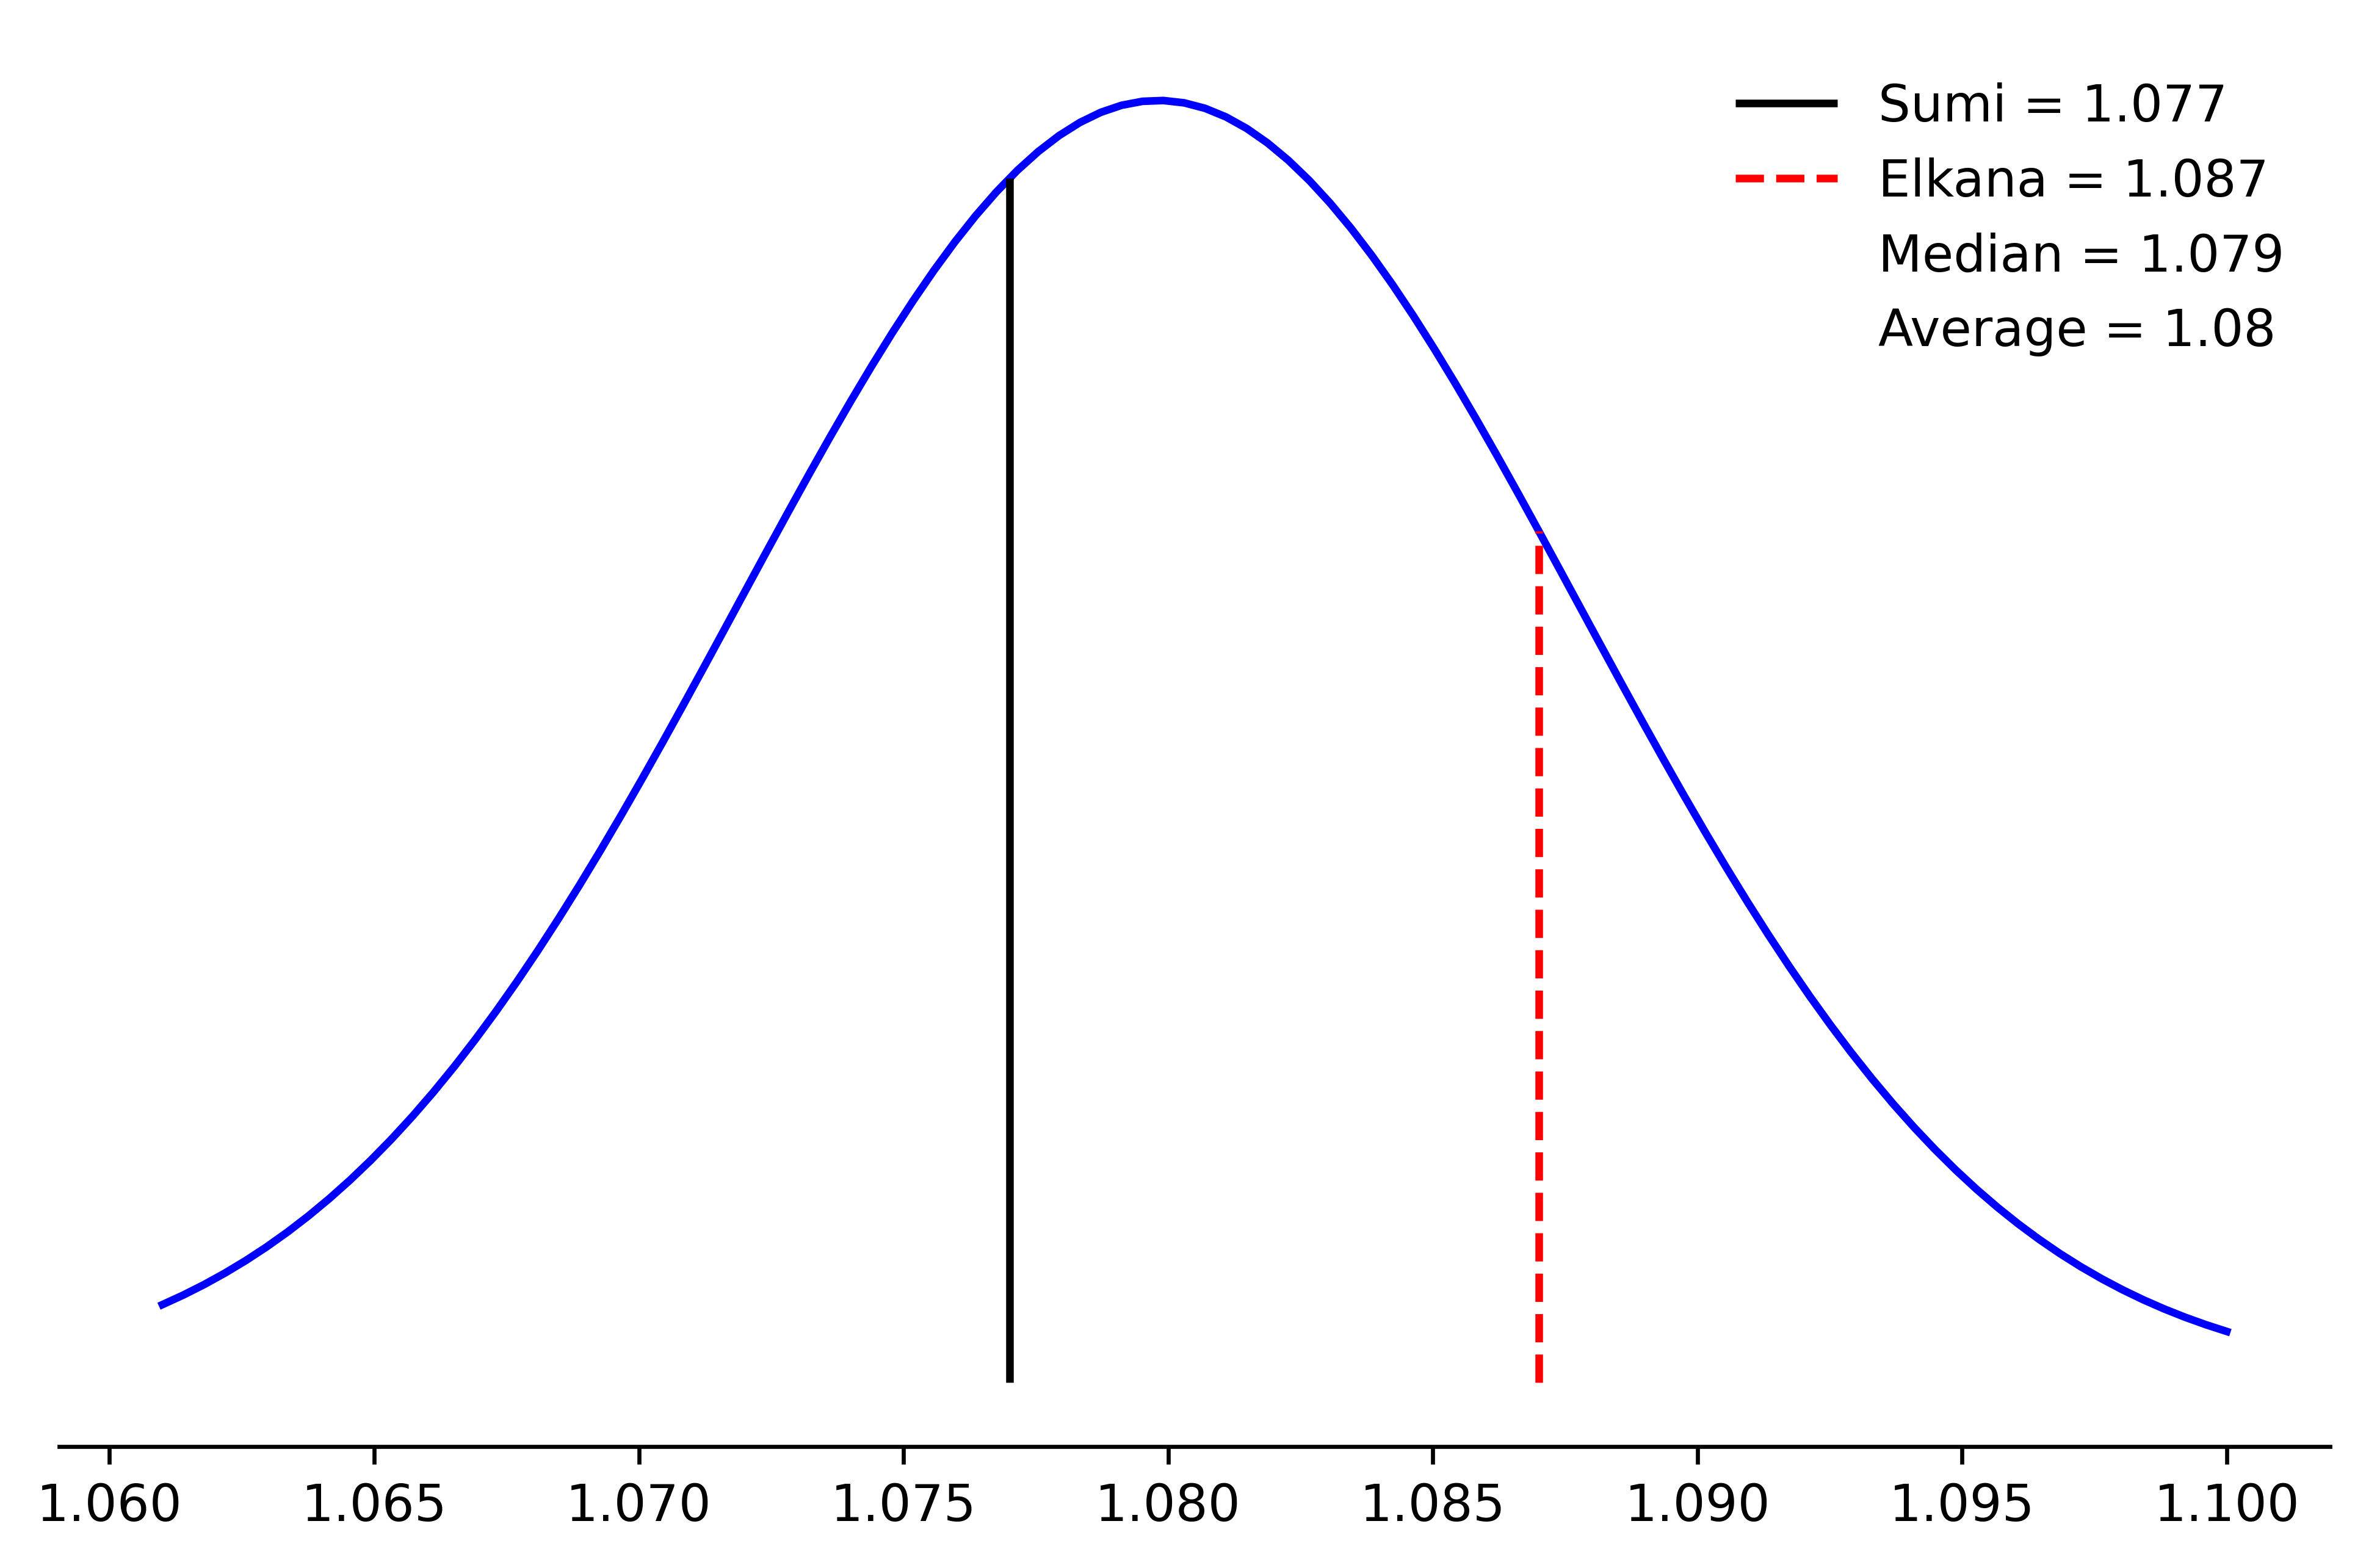 Sumi = 1.077
Elkana = 1.087
Median = 1.079
Average = 1.08
1.060 1.065 1.070 1.075 1.080 1.085 1.090 1.095 1.100